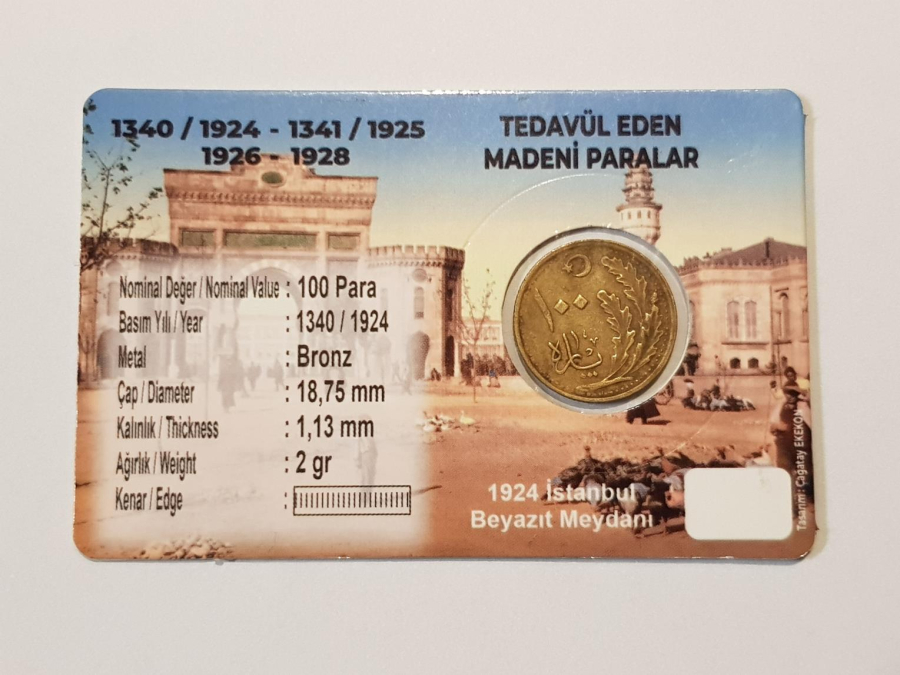 1340 / 1924 - 1341 / 1925
1926 - 1928
TEDAVÜL EDEN
MADENİ PARALAR
Nominal Değer / Nominal Value : 100 Para
Basım Yılı / Year : 1340 / 1924
Metal : Bronz
Çap / Diameter : 18,75 mm
Kalınlık / Thickness : 1,13 mm
Ağırlık / Weight : 2 gr
Kenar / Edge :
١٠٠
پاره
1924 İstanbul
Beyazıt Meydanı
Tasarım : Çağatay EKEKON